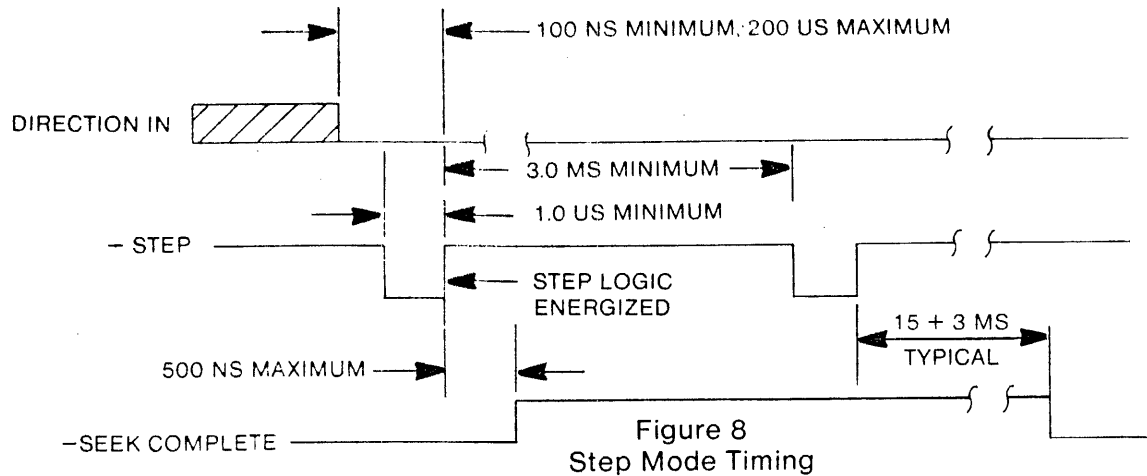 100 NS MINIMUM, 200 US MAXIMUM
DIRECTION IN
3.0 MS MINIMUM
1.0 US MINIMUM
– STEP
STEP LOGIC
ENERGIZED
15 + 3 MS
TYPICAL
500 NS MAXIMUM
–SEEK COMPLETE
Figure 8
Step Mode Timing